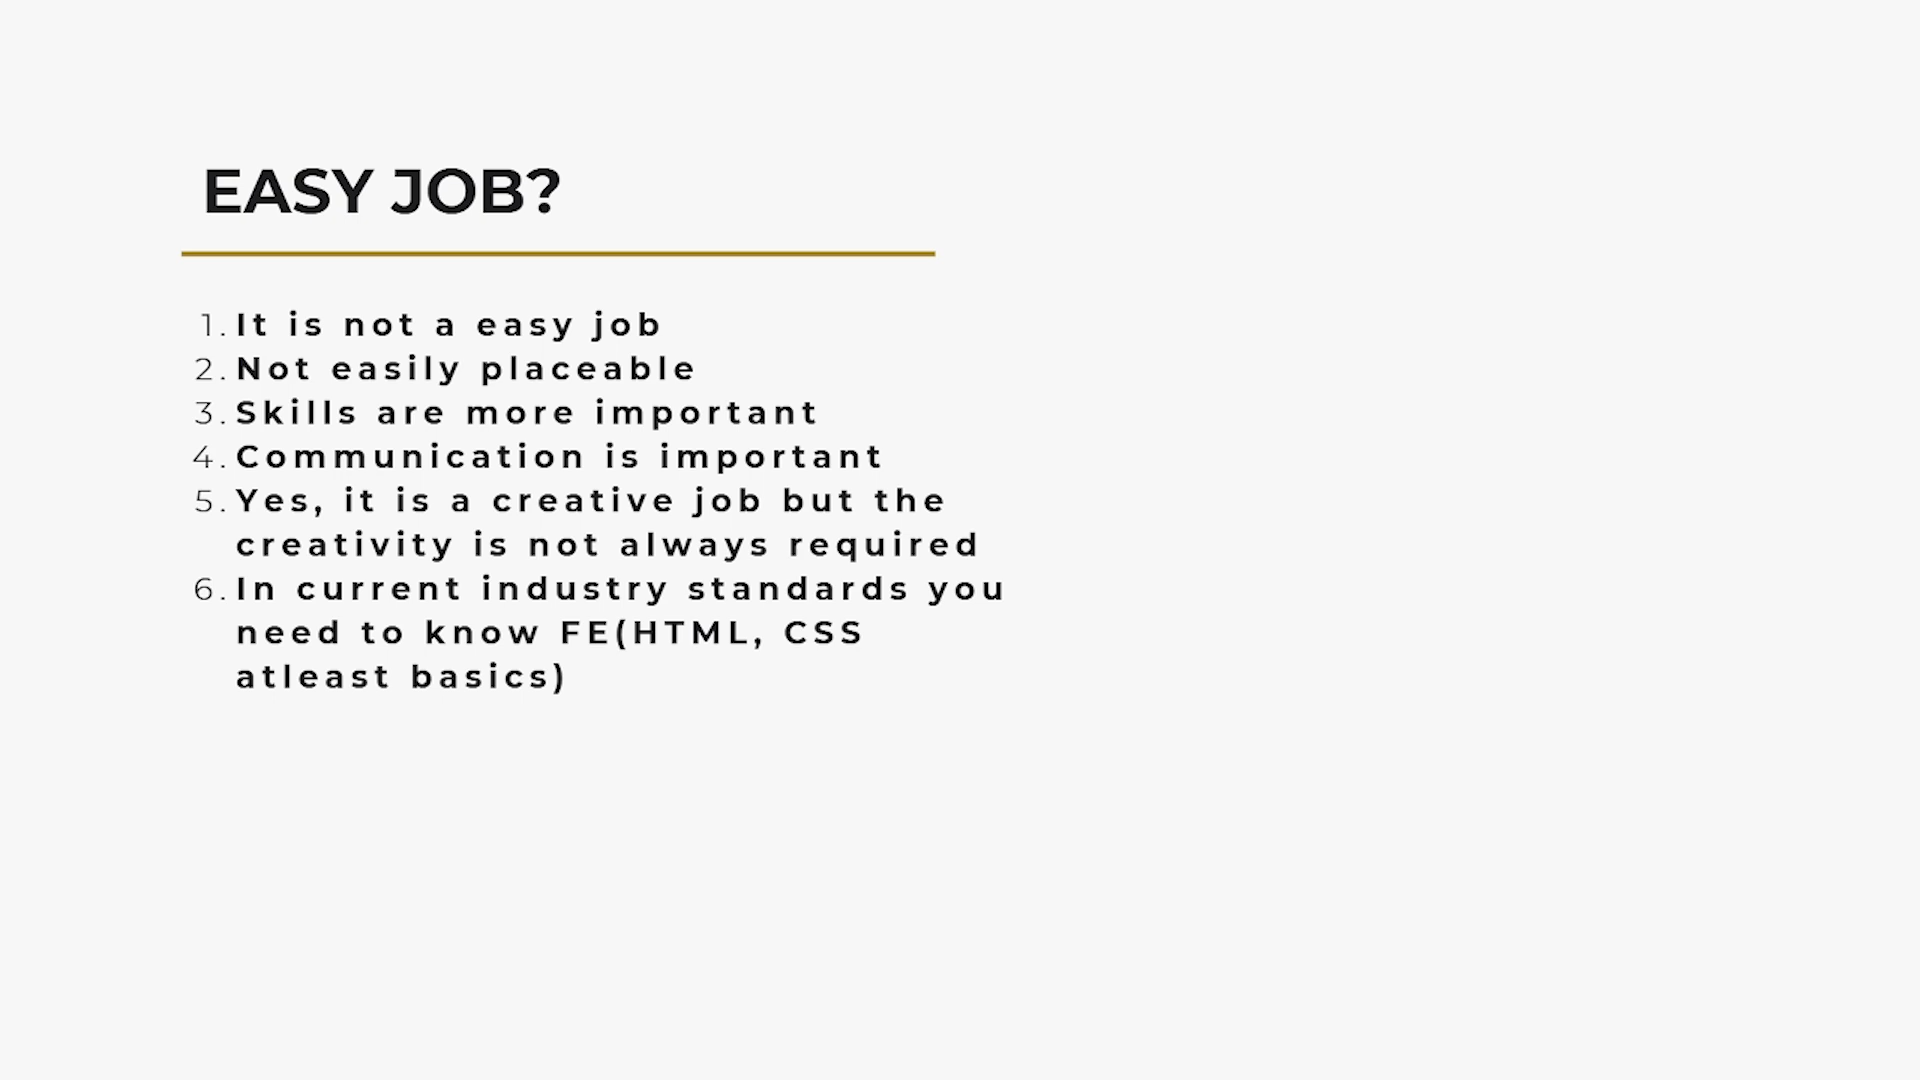 EASY JOB?
1. It is not a easy job
2. Not easily placeable
3. Skills are more important
4. Communication is important
5. Yes, it is a creative job but the
creativity is not always required
6. In current industry standards you
need to know FE(HTML, CSS
atleast basics)